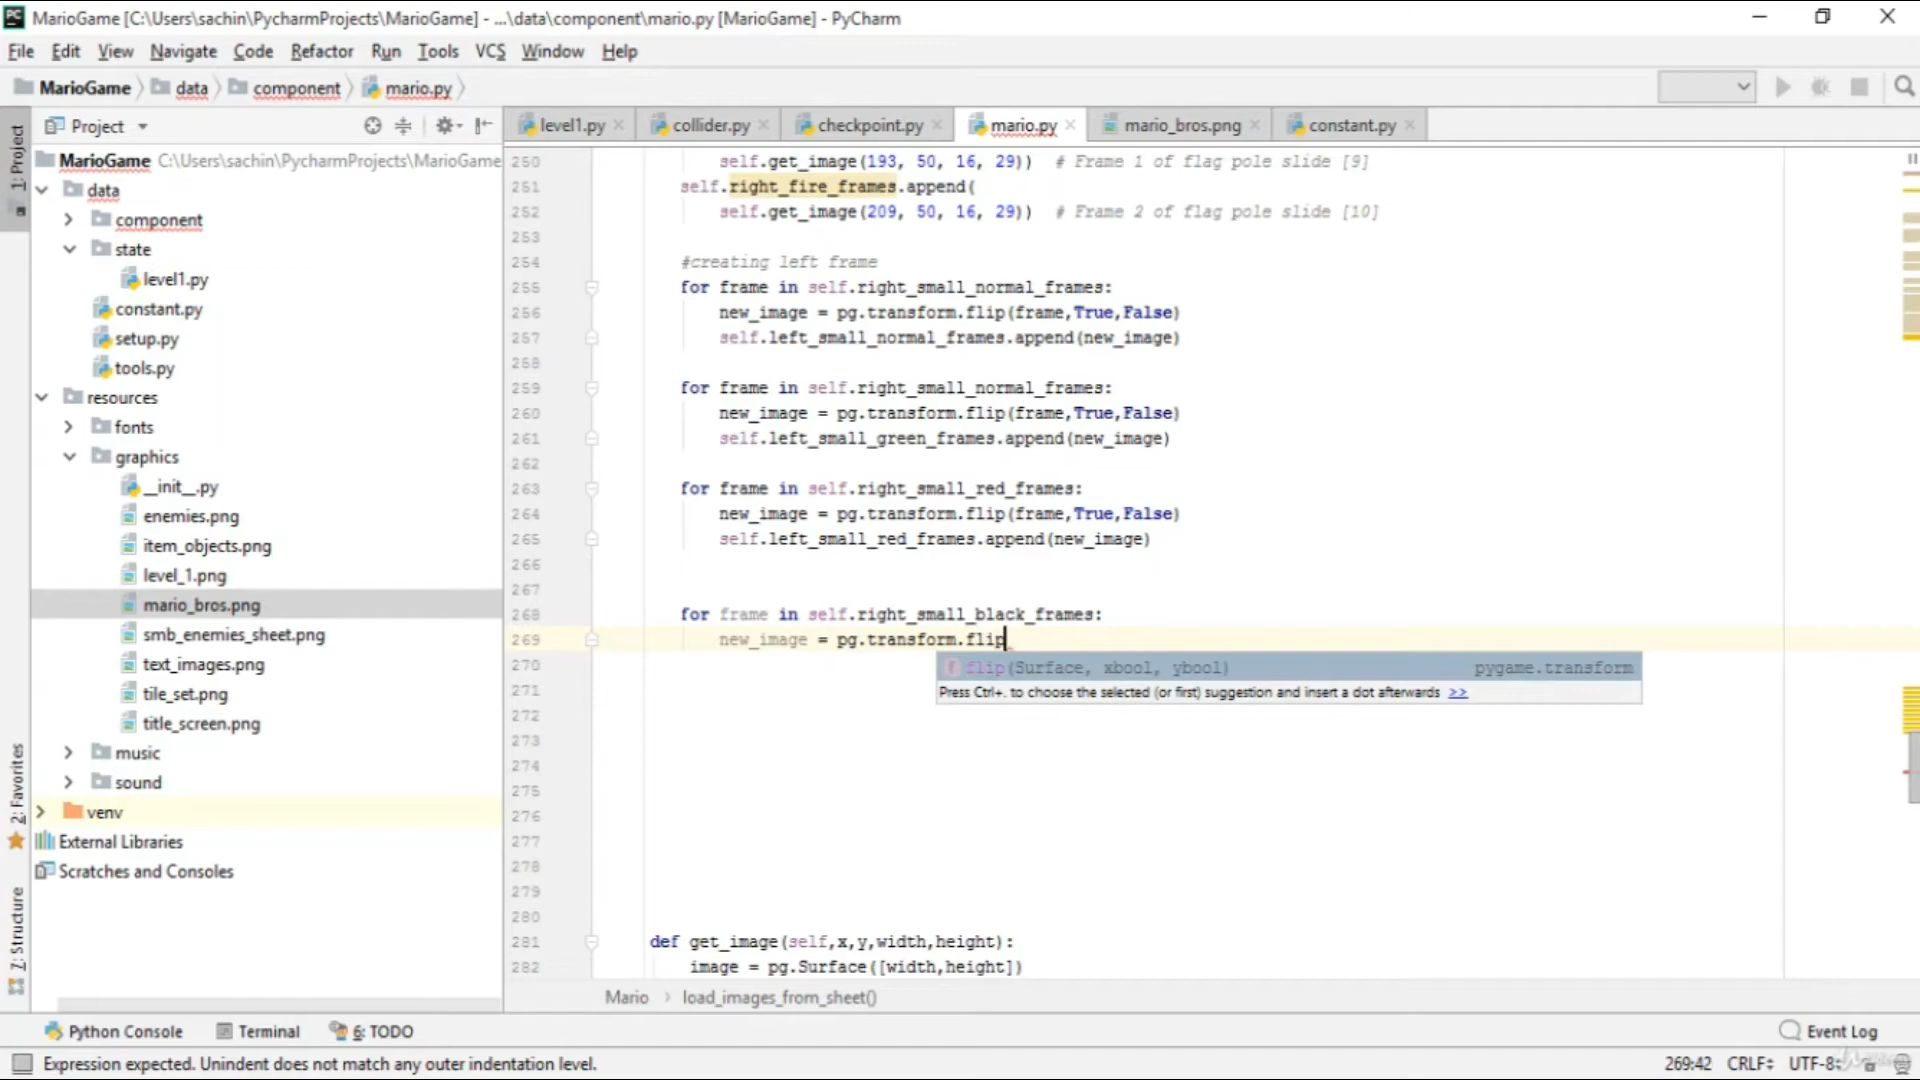 MarioGame [C:\Users\sachin\PycharmProjects\MarioGame] - ...\data\component\mario.py [MarioGame] - PyCharm
File Edit View Navigate Code Refactor Run Tools VCS Window Help
MarioGame data component mario.py
Project
level1.py collider.py checkpoint.py mario.py mario_bros.png constant.py
1: Project
MarioGame C:\Users\sachin\PycharmProjects\MarioGame
data
component
state
level1.py
constant.py
setup.py
tools.py
resources
fonts
graphics
__init__.py
enemies.png
item_objects.png
level_1.png
mario_bros.png
smb_enemies_sheet.png
text_images.png
tile_set.png
title_screen.png
music
sound
venv
External Libraries
Scratches and Consoles
2: Favorites
7: Structure
250 self.get_image(193, 50, 16, 29)) # Frame 1 of flag pole slide [9]
251 self.right_fire_frames.append(
252 self.get_image(209, 50, 16, 29)) # Frame 2 of flag pole slide [10]
253
254 #creating left frame
255 for frame in self.right_small_normal_frames:
256 new_image = pg.transform.flip(frame,True,False)
257 self.left_small_normal_frames.append(new_image)
258
259 for frame in self.right_small_normal_frames:
260 new_image = pg.transform.flip(frame,True,False)
261 self.left_small_green_frames.append(new_image)
262
263 for frame in self.right_small_red_frames:
264 new_image = pg.transform.flip(frame,True,False)
265 self.left_small_red_frames.append(new_image)
266
267
268 for frame in self.right_small_black_frames:
269 new_image = pg.transform.flip
270 flip(Surface, xbool, ybool) pygame.transform
271 Press Ctrl+. to choose the selected (or first) suggestion and insert a dot afterwards >>
272
273
274
275
276
277
278
279
280
281 def get_image(self,x,y,width,height):
282 image = pg.Surface([width,height])
Mario load_images_from_sheet()
Python Console Terminal 6: TODO Event Log
Expression expected. Unindent does not match any outer indentation level. 269:42 CRLF UTF-8